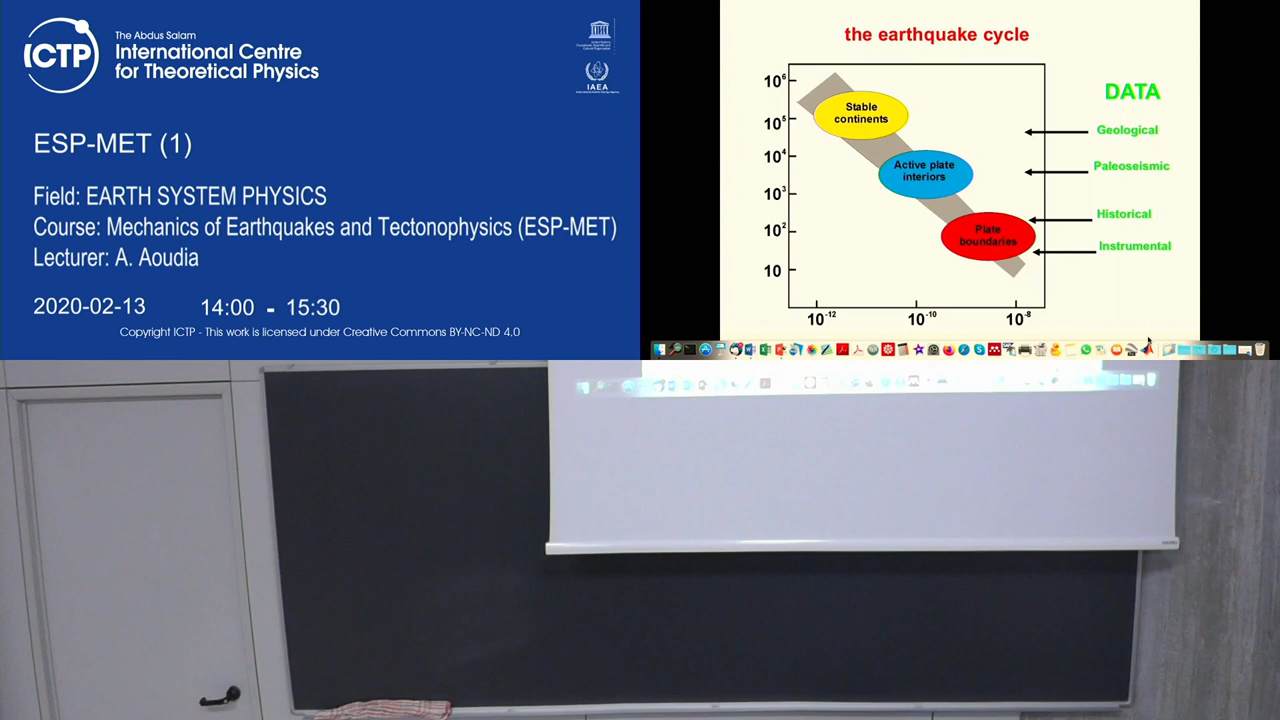 ICTP
The Abdus Salam
International Centre
for Theoretical Physics
IAEA
ESP-MET (1)
Field: EARTH SYSTEM PHYSICS
Course: Mechanics of Earthquakes and Tectonophysics (ESP-MET)
Lecturer: A. Aoudia
2020-02-13 14:00 - 15:30
Copyright ICTP - This work is licensed under Creative Commons BY-NC-ND 4.0
the earthquake cycle
10⁶
10⁵
10⁴
10³
10²
10
Stable
continents
Active plate
interiors
Plate
boundaries
10⁻¹²
10⁻¹⁰
10⁻⁸
DATA
Geological
Paleoseismic
Historical
Instrumental